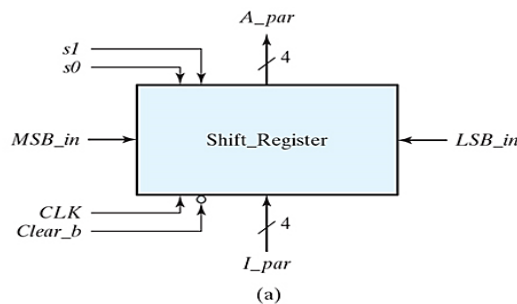 A_par
s1
s0
4
MSB_in
Shift_Register
LSB_in
CLK
Clear_b
4
I_par
(a)